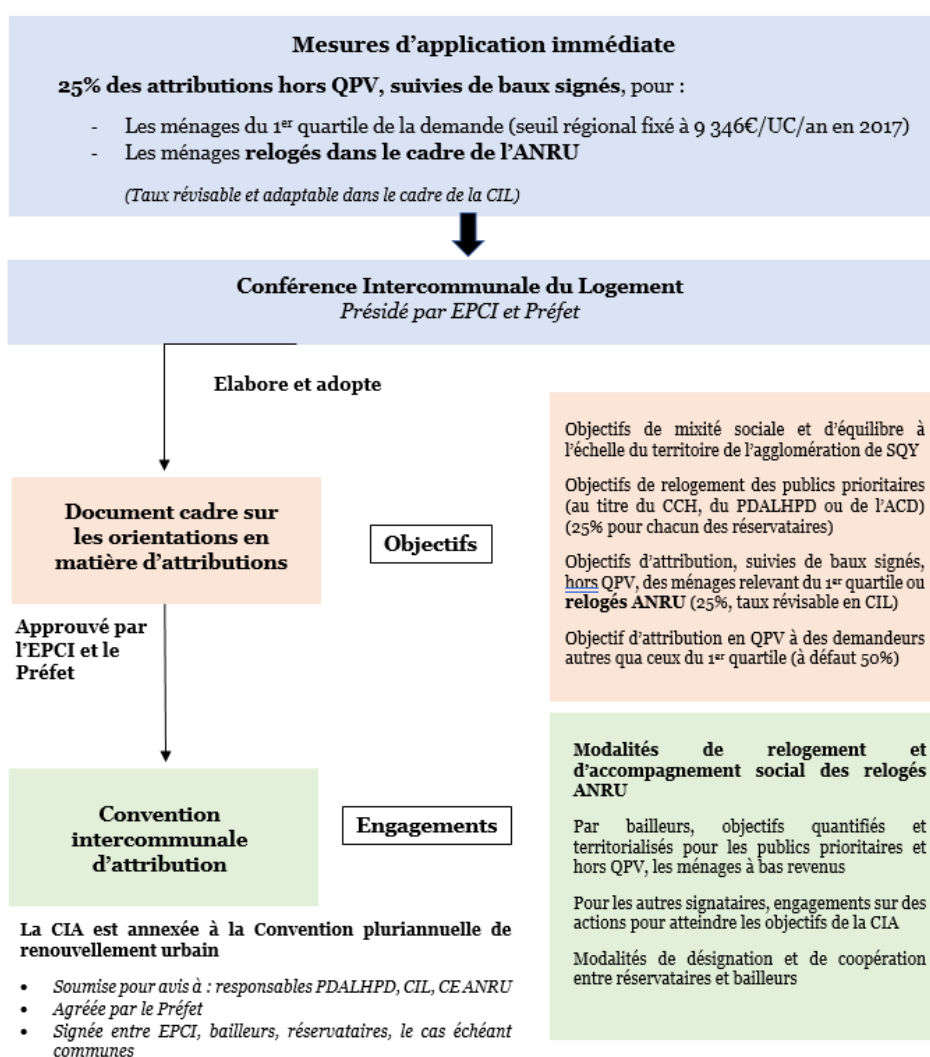 Mesures d’application immédiate
25% des attributions hors QPV, suivies de baux signés, pour :
- Les ménages du 1er quartile de la demande (seuil régional fixé à 9 346€/UC/an en 2017)
- Les ménages relogés dans le cadre de l’ANRU
(Taux révisable et adaptable dans le cadre de la CIL)
Conférence Intercommunale du Logement
Présidé par EPCI et Préfet
Elabore et adopte
Document cadre sur
les orientations en
matière d’attributions
Objectifs
Objectifs de mixité sociale et d’équilibre à
l’échelle du territoire de l’agglomération de SQY
Objectifs de relogement des publics prioritaires
(au titre du CCH, du PDALHPD ou de l’ACD)
(25% pour chacun des réservataires)
Objectifs d’attribution, suivies de baux signés,
hors QPV, des ménages relevant du 1er quartile ou
relogés ANRU (25%, taux révisable en CIL)
Objectif d’attribution en QPV à des demandeurs
autres qua ceux du 1er quartile (à défaut 50%)
Approuvé par
l’EPCI et le
Préfet
Convention
intercommunale
d’attribution
Engagements
Modalités de relogement et
d’accompagnement social des relogés
ANRU
Par bailleurs, objectifs quantifiés et
territorialisés pour les publics prioritaires et
hors QPV, les ménages à bas revenus
Pour les autres signataires, engagements sur des
actions pour atteindre les objectifs de la CIA
Modalités de désignation et de coopération
entre réservataires et bailleurs
La CIA est annexée à la Convention pluriannuelle de
renouvellement urbain
• Soumise pour avis à : responsables PDALHPD, CIL, CE ANRU
• Agréée par le Préfet
• Signée entre EPCI, bailleurs, réservataires, le cas échéant
communes